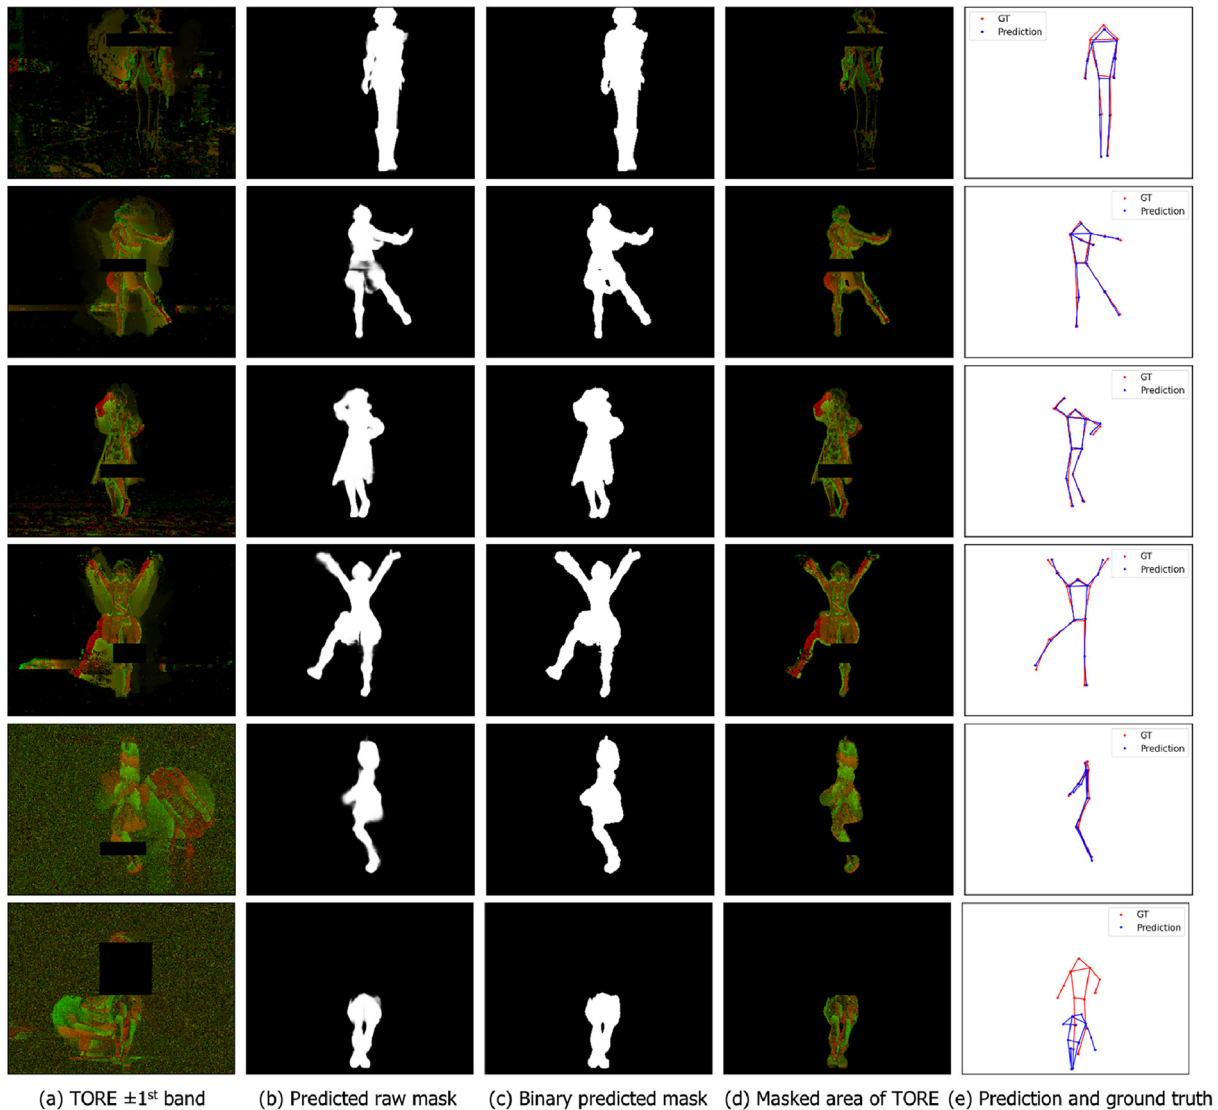 GT
Prediction
GT
Prediction
GT
Prediction
GT
Prediction
GT
Prediction
GT
Prediction
(a) TORE ±1st band (b) Predicted raw mask (c) Binary predicted mask (d) Masked area of TORE (e) Prediction and ground truth